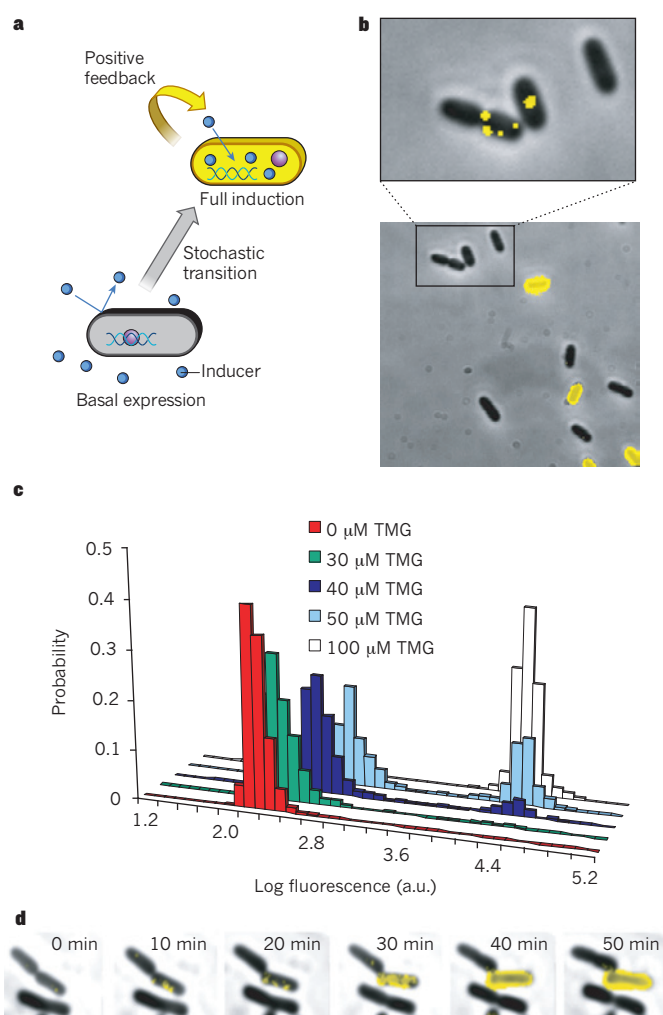 a
Positive
feedback
Full induction
Stochastic
transition
Inducer
Basal expression
b
c
0 μM TMG
30 μM TMG
40 μM TMG
50 μM TMG
100 μM TMG
Probability
0.5
0.4
0.3
0.2
0.1
0
1.2
2.0
2.8
3.6
4.4
5.2
Log fluorescence (a.u.)
d
0 min
10 min
20 min
30 min
40 min
50 min